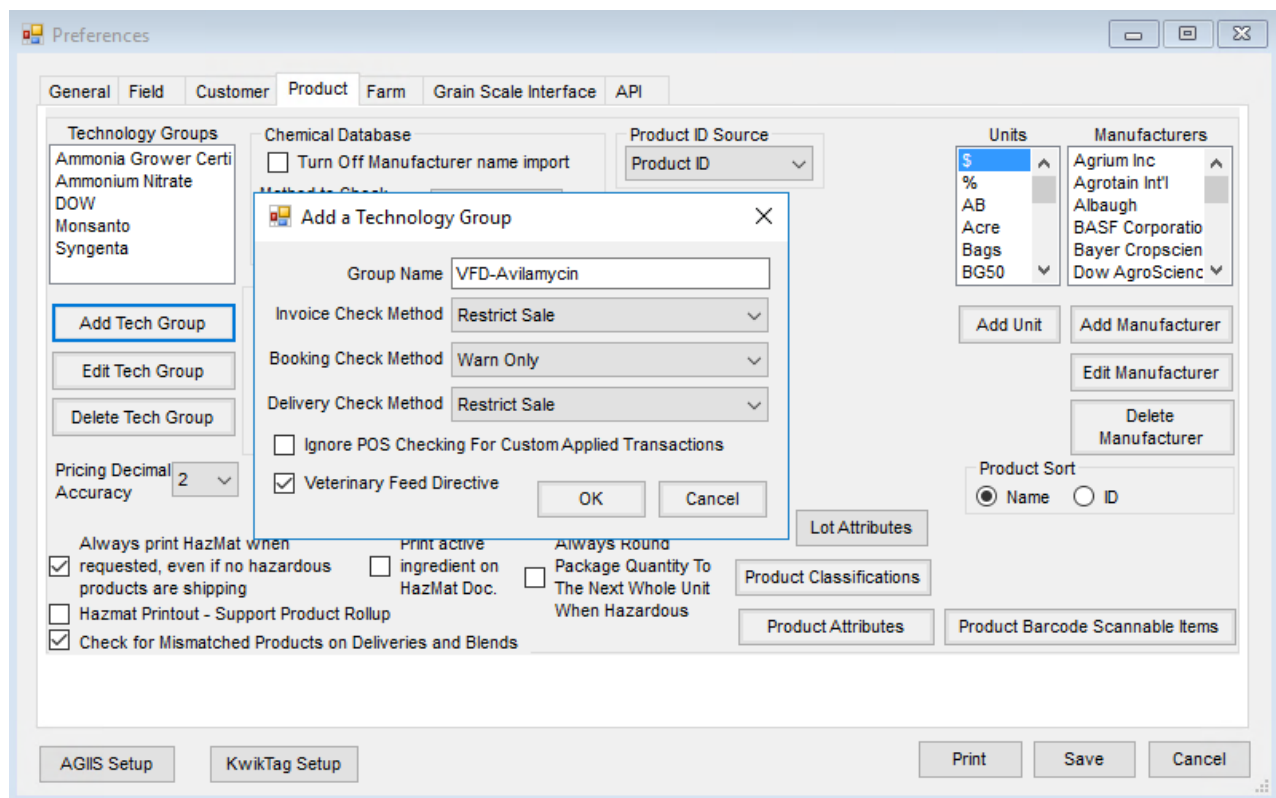 Preferences
General Field Customer Product Farm Grain Scale Interface API
Technology Groups
Ammonia Grower Certi
Ammonium Nitrate
DOW
Monsanto
Syngenta
Add Tech Group
Edit Tech Group
Delete Tech Group
Pricing Decimal
Accuracy
2
Chemical Database
Turn Off Manufacturer name import
Method to Check
Product ID Source
Product ID
Units
$
%
AB
Acre
Bags
BG50
Add Unit
Manufacturers
Agrium Inc
Agrotain Int'l
Albaugh
BASF Corporatio
Bayer Cropscien
Dow AgroScienc
Add Manufacturer
Edit Manufacturer
Delete
Manufacturer
Product Sort
Name ID
Add a Technology Group
Group Name VFD-Avilamycin
Invoice Check Method Restrict Sale
Booking Check Method Warn Only
Delivery Check Method Restrict Sale
Ignore POS Checking For Custom Applied Transactions
Veterinary Feed Directive
OK Cancel
Always print HazMat when
requested, even if no hazardous
products are shipping
Print active
ingredient on
HazMat Doc.
Always Round
Package Quantity To
The Next Whole Unit
When Hazardous
Lot Attributes
Product Classifications
Hazmat Printout - Support Product Rollup
Check for Mismatched Products on Deliveries and Blends
Product Attributes
Product Barcode Scannable Items
AGIIS Setup KwikTag Setup Print Save Cancel